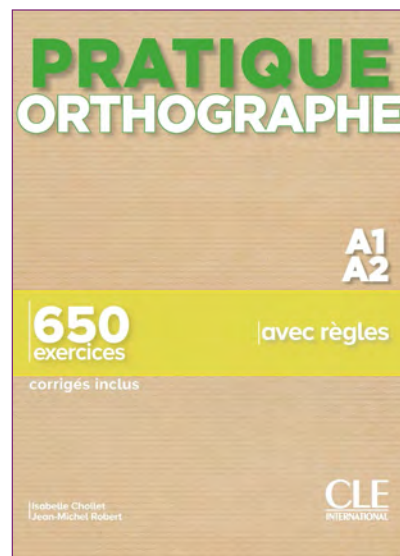 PRATIQUE
ORTHOGRAPHE
A1
A2
650
exercices
avec règles
corrigés inclus
Isabelle Chollet
Jean-Michel Robert
CLE
INTERNATIONAL